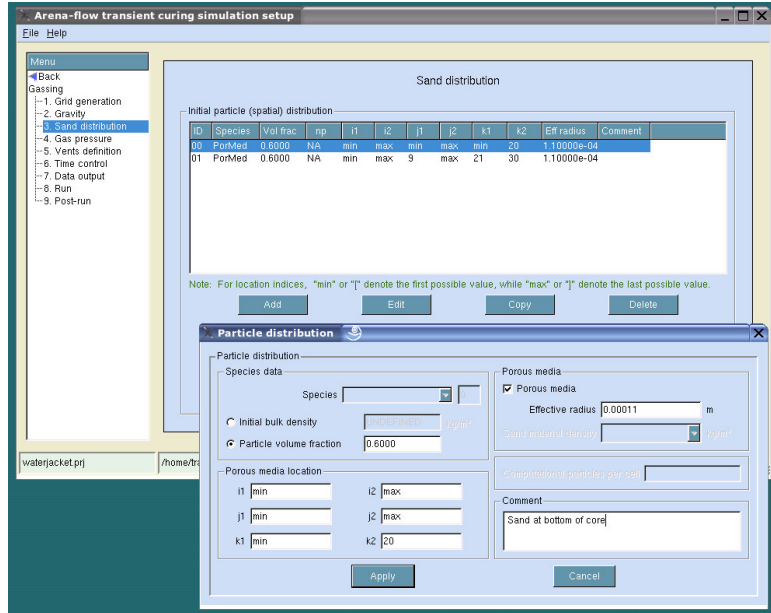 Arena-flow transient curing simulation setup
File Help
Menu
Back
Gassing
1. Grid generation
2. Gravity
3. Sand distribution
4. Gas pressure
5. Vents definition
6. Time control
7. Data output
8. Run
9. Post-run
Sand distribution
Initial particle (spatial) distribution
ID Species Vol frac np i1 i2 j1 j2 k1 k2 Eff radius Comment
00 PorMed 0.6000 NA min max min max min 20 1.10000e-04
01 PorMed 0.6000 NA min max 9 max 21 30 1.10000e-04
Note: For location indices, "min" or "[" denote the first possible value, while "max" or "]" denote the last possible value.
Add Edit Copy Delete
waterjacket.prj
Particle distribution
Particle distribution
Species data
Species 0
Initial bulk density UNDEFINED kg/m³
Particle volume fraction 0.6000
Porous media location
i1 min i2 max
j1 min j2 max
k1 min k2 20
Porous media
Porous media
Effective radius 0.00011 m
Sand material density kg/m³
Computational particles per cell
Comment
Sand at bottom of core
Apply Cancel